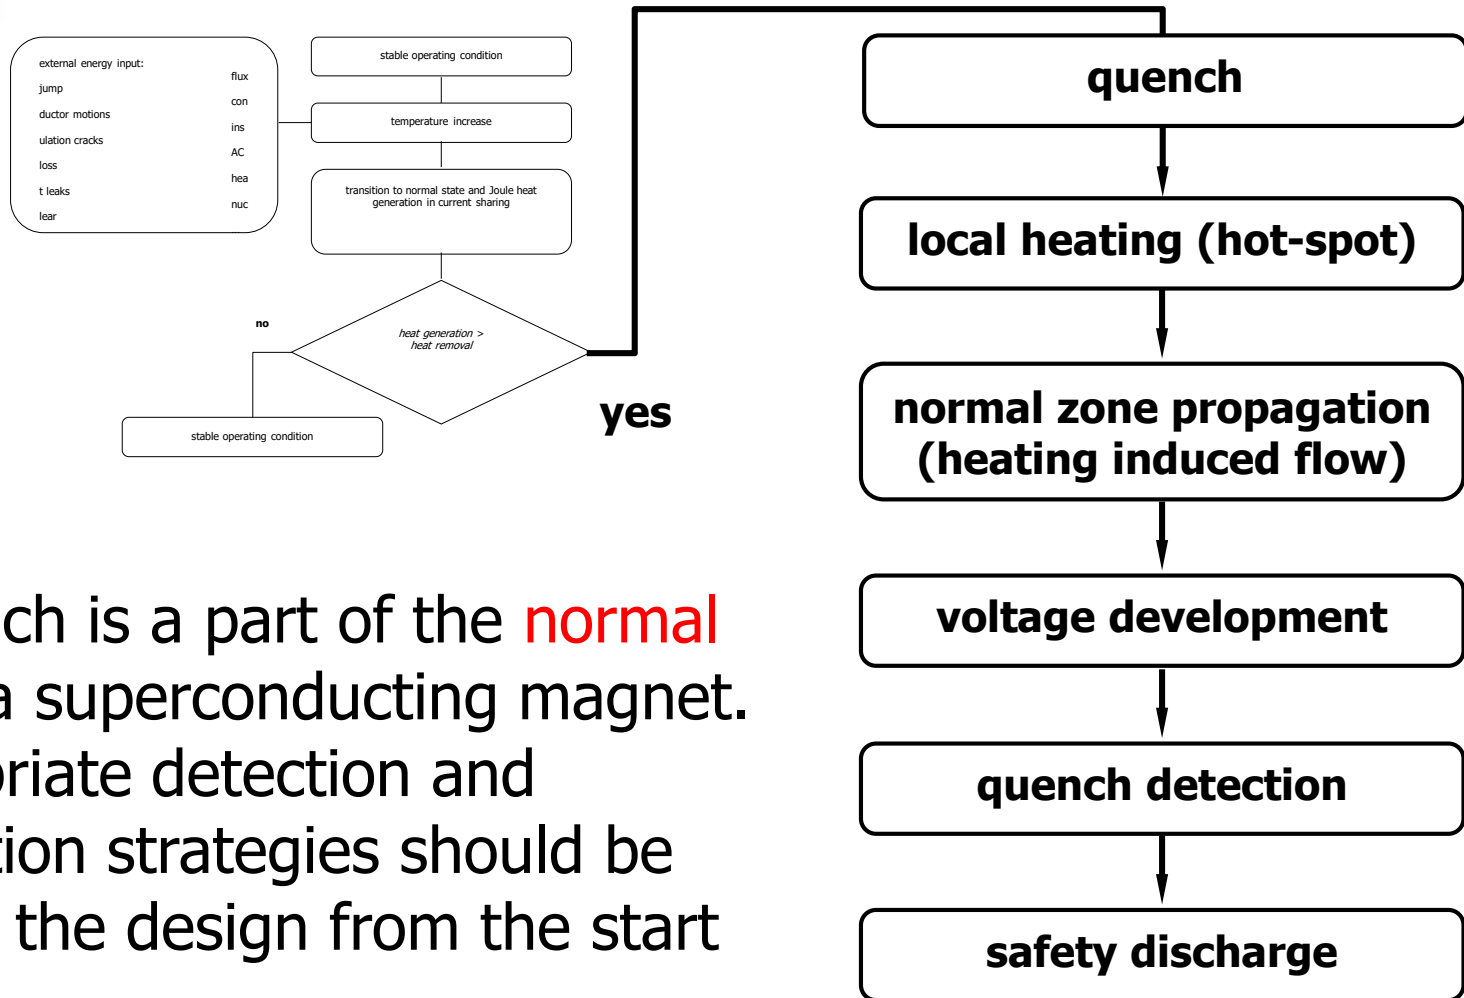 external energy input:
flux
jump
con
ductor motions
ins
ulation cracks
AC
loss
hea
t leaks
nuc
lear
stable operating condition
temperature increase
transition to normal state and Joule heat
generation in current sharing
heat generation >
heat removal
no
yes
stable operating condition
quench
local heating (hot-spot)
normal zone propagation
(heating induced flow)
voltage development
quench detection
safety discharge
ch is a part of the normal
a superconducting magnet.
riate detection and
tion strategies should be
the design from the start